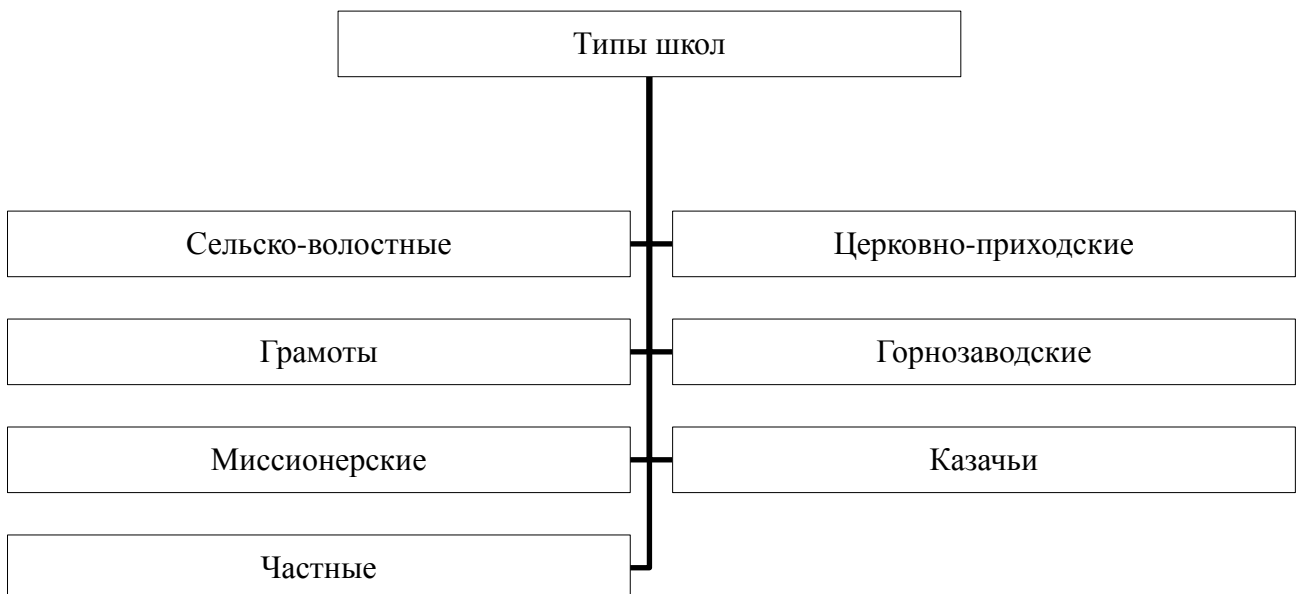 Типы школ
Сельско-волостные
Церковно-приходские
Грамоты
Горнозаводские
Миссионерские
Казачьи
Частные